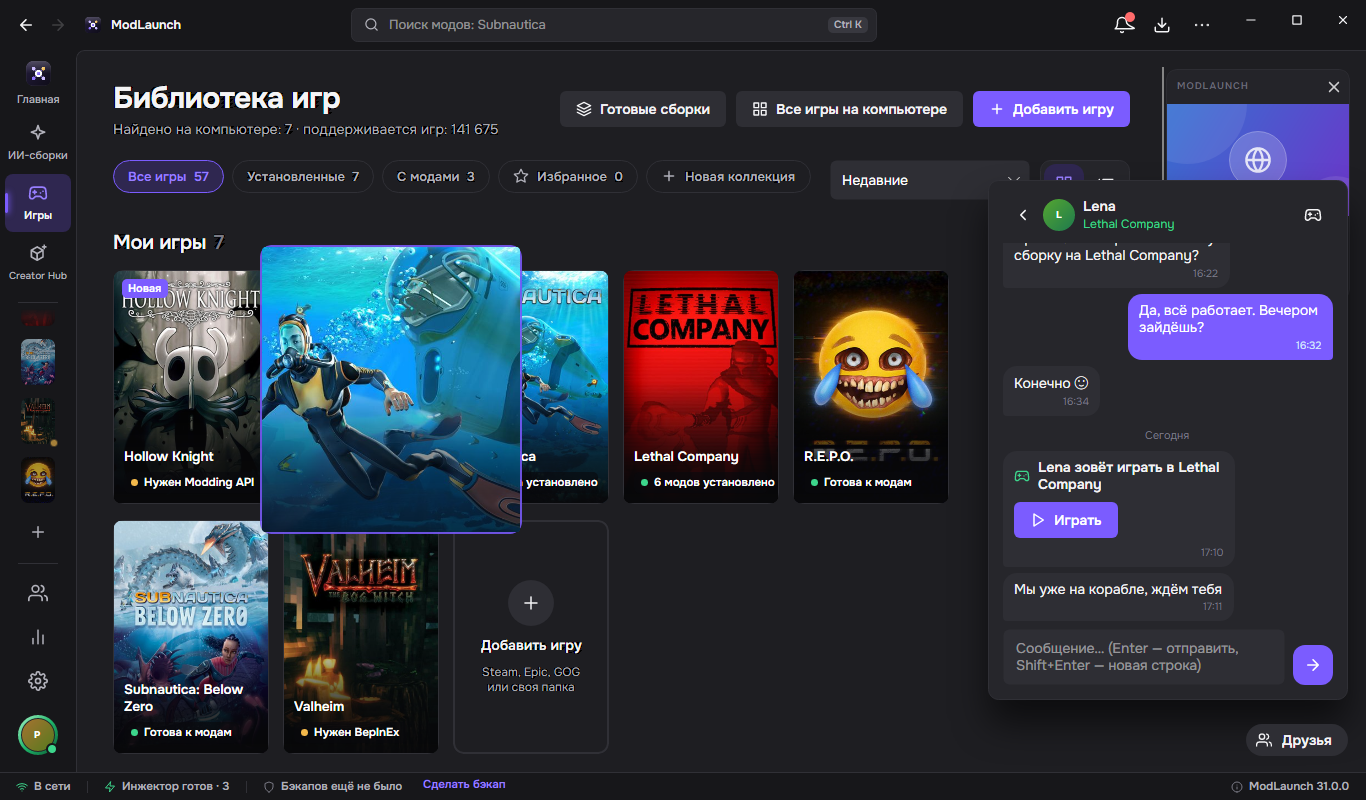 ModLaunch
Поиск модов: Subnautica
Ctrl K
Главная
ИИ-сборки
Игры
Creator Hub
Библиотека игр
Найдено на компьютере: 7 · поддерживается игр: 141 675
Готовые сборки
Все игры на компьютере
Добавить игру
MODLAUNCH
Все игры 57
Установленные 7
С модами 3
Избранное 0
Новая коллекция
Недавние
Мои игры 7
Новая
HOLLOW KNIGHT
Hollow Knight
Нужен Modding API
AUTICA
ca
установлено
LETHAL
COMPANY
Lethal Company
6 модов установлено
R.E.P.O.
R.E.P.O.
Готова к модам
SUBNAUTICA
BELOW ZERO
Subnautica: Below
Zero
Готова к модам
VALHEIM
THE BOG WITCH
Valheim
Нужен BepInEx
Добавить игру
Steam, Epic, GOG
или своя папка
VALHEIM
R.E.P.O.
P
L
Lena
Lethal Company
сборку на Lethal Company?
16:22
Да, всё работает. Вечером
зайдёшь?
16:32
Конечно
16:34
Сегодня
Lena зовёт играть в Lethal
Company
Играть
17:10
Мы уже на корабле, ждём тебя
17:11
Сообщение... (Enter — отправить,
Shift+Enter — новая строка)
Друзья
В сети
Инжектор готов · 3
Бэкапов ещё не было
Сделать бэкап
ModLaunch 31.0.0